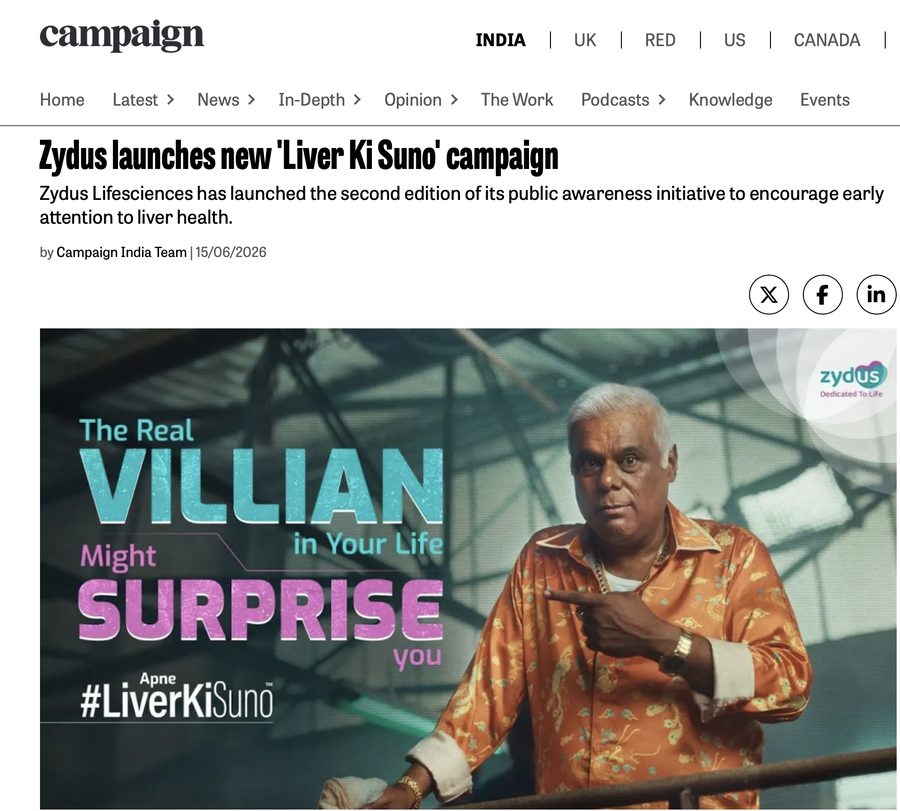 campaign
INDIA | UK | RED | US | CANADA |
Home Latest > News > In-Depth > Opinion > The Work Podcasts > Knowledge Events
Zydus launches new 'Liver Ki Suno' campaign
Zydus Lifesciences has launched the second edition of its public awareness initiative to encourage early
attention to liver health.
by Campaign India Team | 15/06/2026
X f in
zydus
Dedicated To Life
The Real
VILLIAN
in Your Life
Might
SURPRISE
you
Apne
#LiverKiSuno™